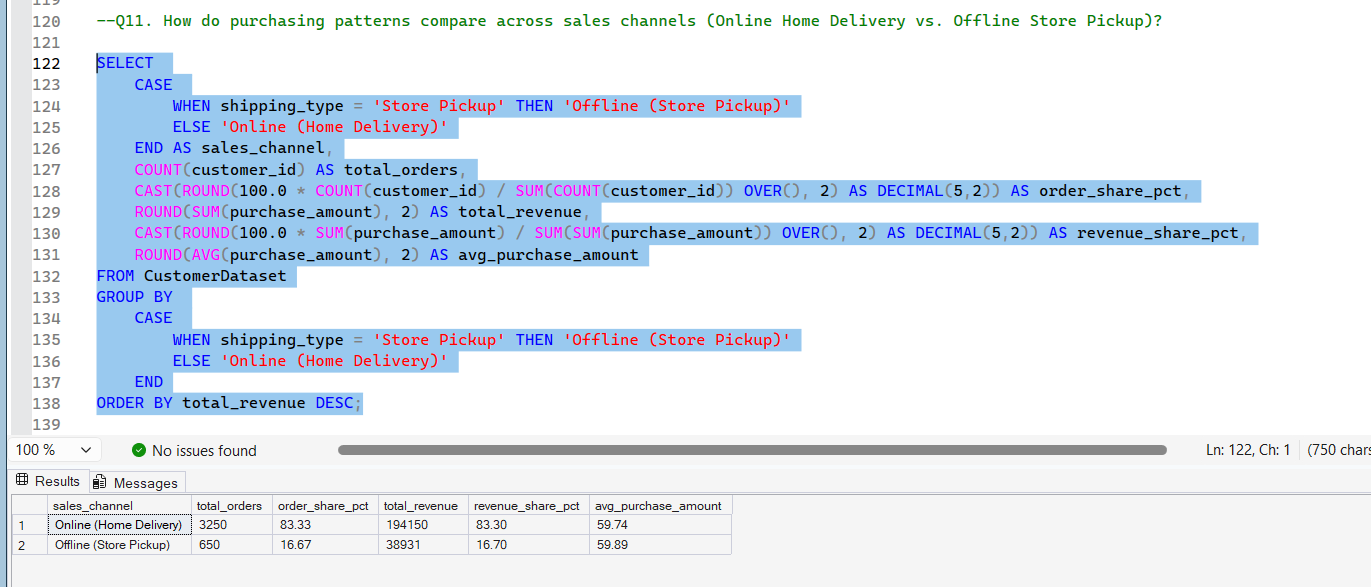 119
120 --Q11. How do purchasing patterns compare across sales channels (Online Home Delivery vs. Offline Store Pickup)?
121
122 SELECT
123     CASE
124         WHEN shipping_type = 'Store Pickup' THEN 'Offline (Store Pickup)'
125         ELSE 'Online (Home Delivery)'
126     END AS sales_channel,
127     COUNT(customer_id) AS total_orders,
128     CAST(ROUND(100.0 * COUNT(customer_id) / SUM(COUNT(customer_id)) OVER(), 2) AS DECIMAL(5,2)) AS order_share_pct,
129     ROUND(SUM(purchase_amount), 2) AS total_revenue,
130     CAST(ROUND(100.0 * SUM(purchase_amount) / SUM(SUM(purchase_amount)) OVER(), 2) AS DECIMAL(5,2)) AS revenue_share_pct,
131     ROUND(AVG(purchase_amount), 2) AS avg_purchase_amount
132 FROM CustomerDataset
133 GROUP BY
134     CASE
135         WHEN shipping_type = 'Store Pickup' THEN 'Offline (Store Pickup)'
136         ELSE 'Online (Home Delivery)'
137     END
138 ORDER BY total_revenue DESC;
139
100 % No issues found Ln: 122, Ch: 1 (750 chars
Results Messages
sales_channel total_orders order_share_pct total_revenue revenue_share_pct avg_purchase_amount
1 Online (Home Delivery) 3250 83.33 194150 83.30 59.74
2 Offline (Store Pickup) 650 16.67 38931 16.70 59.89